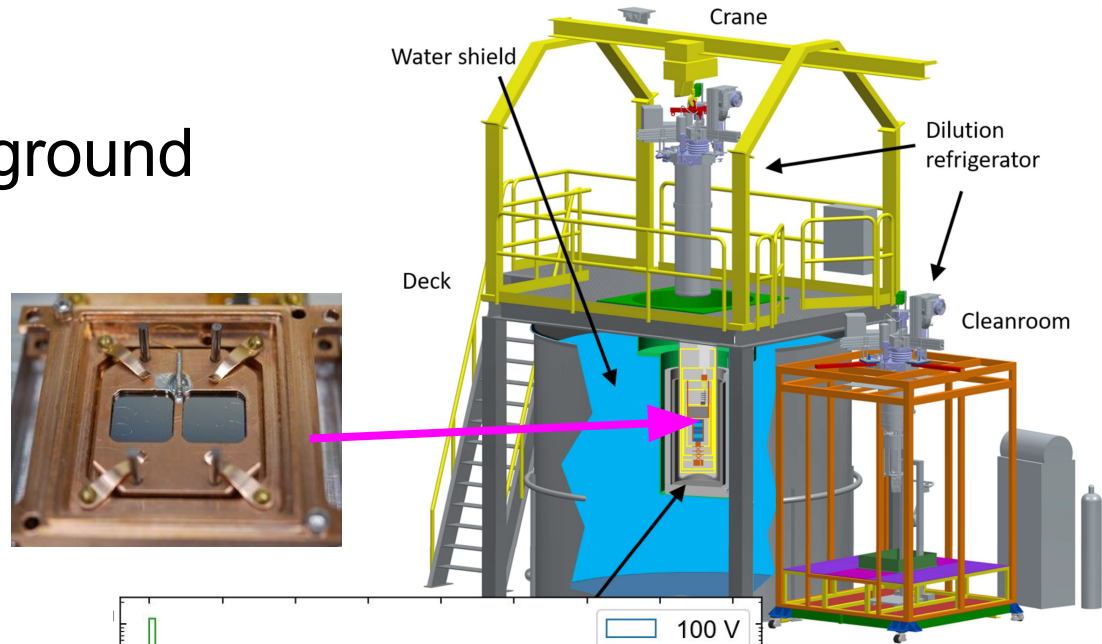 Crane
Water shield
ground
Dilution
refrigerator
Deck
Cleanroom
100 V